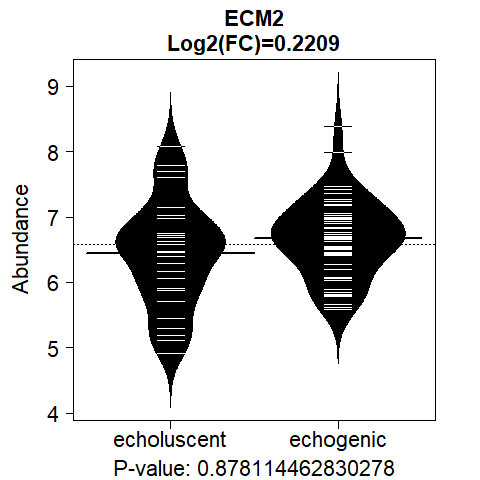 ECM2
Log2(FC)=0.2209
Abundance
9
8
7
6
5
4
echoluscent echogenic
P-value: 0.878114462830278